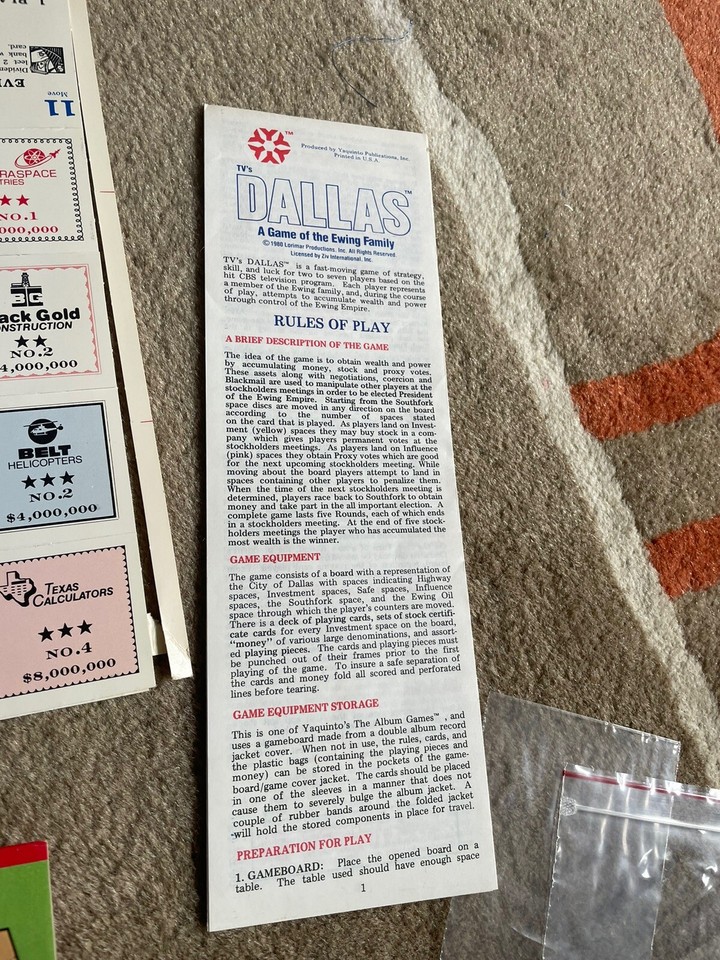 11
Move
RASPACE
TRIES
★★
NO.1
000,000
BG
ack Gold
ONSTRUCTION
★★
NO.2
4,000,000
BELT
HELICOPTERS
★★★
NO.2
$4,000,000
TEXAS
CALCULATORS
★★★
NO.4
$8,000,000
Produced by Yaquinto Publications, Inc.
Printed in U.S.A.
TV's
DALLAS™
A Game of the Ewing Family
©1980 Lorimar Productions, Inc. All Rights Reserved.
Licensed by Ziv International, Inc.
TV's DALLAS™ is a fast-moving game of strategy,
skill, and luck for two to seven players based on the
hit CBS television program. Each player represents
a member of the Ewing family, and, during the course
of play, attempts to accumulate wealth and power
through control of the Ewing Empire.
RULES OF PLAY
A BRIEF DESCRIPTION OF THE GAME
The idea of the game is to obtain wealth and power
by accumulating money, stock and proxy votes.
These assets along with negotiations, coercion and
Blackmail are used to manipulate other players at the
stockholders meetings in order to be elected President
of the Ewing Empire. Starting from the Southfork
space discs are moved in any direction on the board
according to the number of spaces stated
on the card that is played. As players land on Invest-
ment (yellow) spaces they may buy stock in a com-
pany which gives players permanent votes at the
stockholders meetings. As players land on Influence
(pink) spaces they obtain Proxy votes which are good
for the next upcoming stockholders meeting. While
moving about the board players attempt to land in
spaces containing other players to penalize them.
When the time of the next stockholders meeting is
determined, players race back to Southfork to obtain
money and take part in the all important election. A
complete game lasts five Rounds, each of which ends
in a stockholders meeting. At the end of five stock-
holders meetings the player who has accumulated the
most wealth is the winner.
GAME EQUIPMENT
The game consists of a board with a representation of
the City of Dallas with spaces indicating Highway
spaces, Investment spaces, Safe spaces, Influence
spaces, the Southfork space, and the Ewing Oil
space through which the player's counters are moved.
There is a deck of playing cards, sets of stock certifi-
cate cards for every Investment space on the board,
"money" of various large denominations, and assort-
ed playing pieces. The cards and playing pieces must
be punched out of their frames prior to the first
playing of the game. To insure a safe separation of
the cards and money fold all scored and perforated
lines before tearing.
GAME EQUIPMENT STORAGE
This is one of Yaquinto's The Album Games™, and
uses a gameboard made from a double album record
jacket cover. When not in use, the rules, cards, and
the plastic bags (containing the playing pieces and
money) can be stored in the pockets of the game-
board/game cover jacket. The cards should be placed
in one of the sleeves in a manner that does not
cause them to severely bulge the album jacket. A
couple of rubber bands around the folded jacket
-will hold the stored components in place for travel.
PREPARATION FOR PLAY
1. GAMEBOARD: Place the opened board on a
table. The table used should have enough space
1